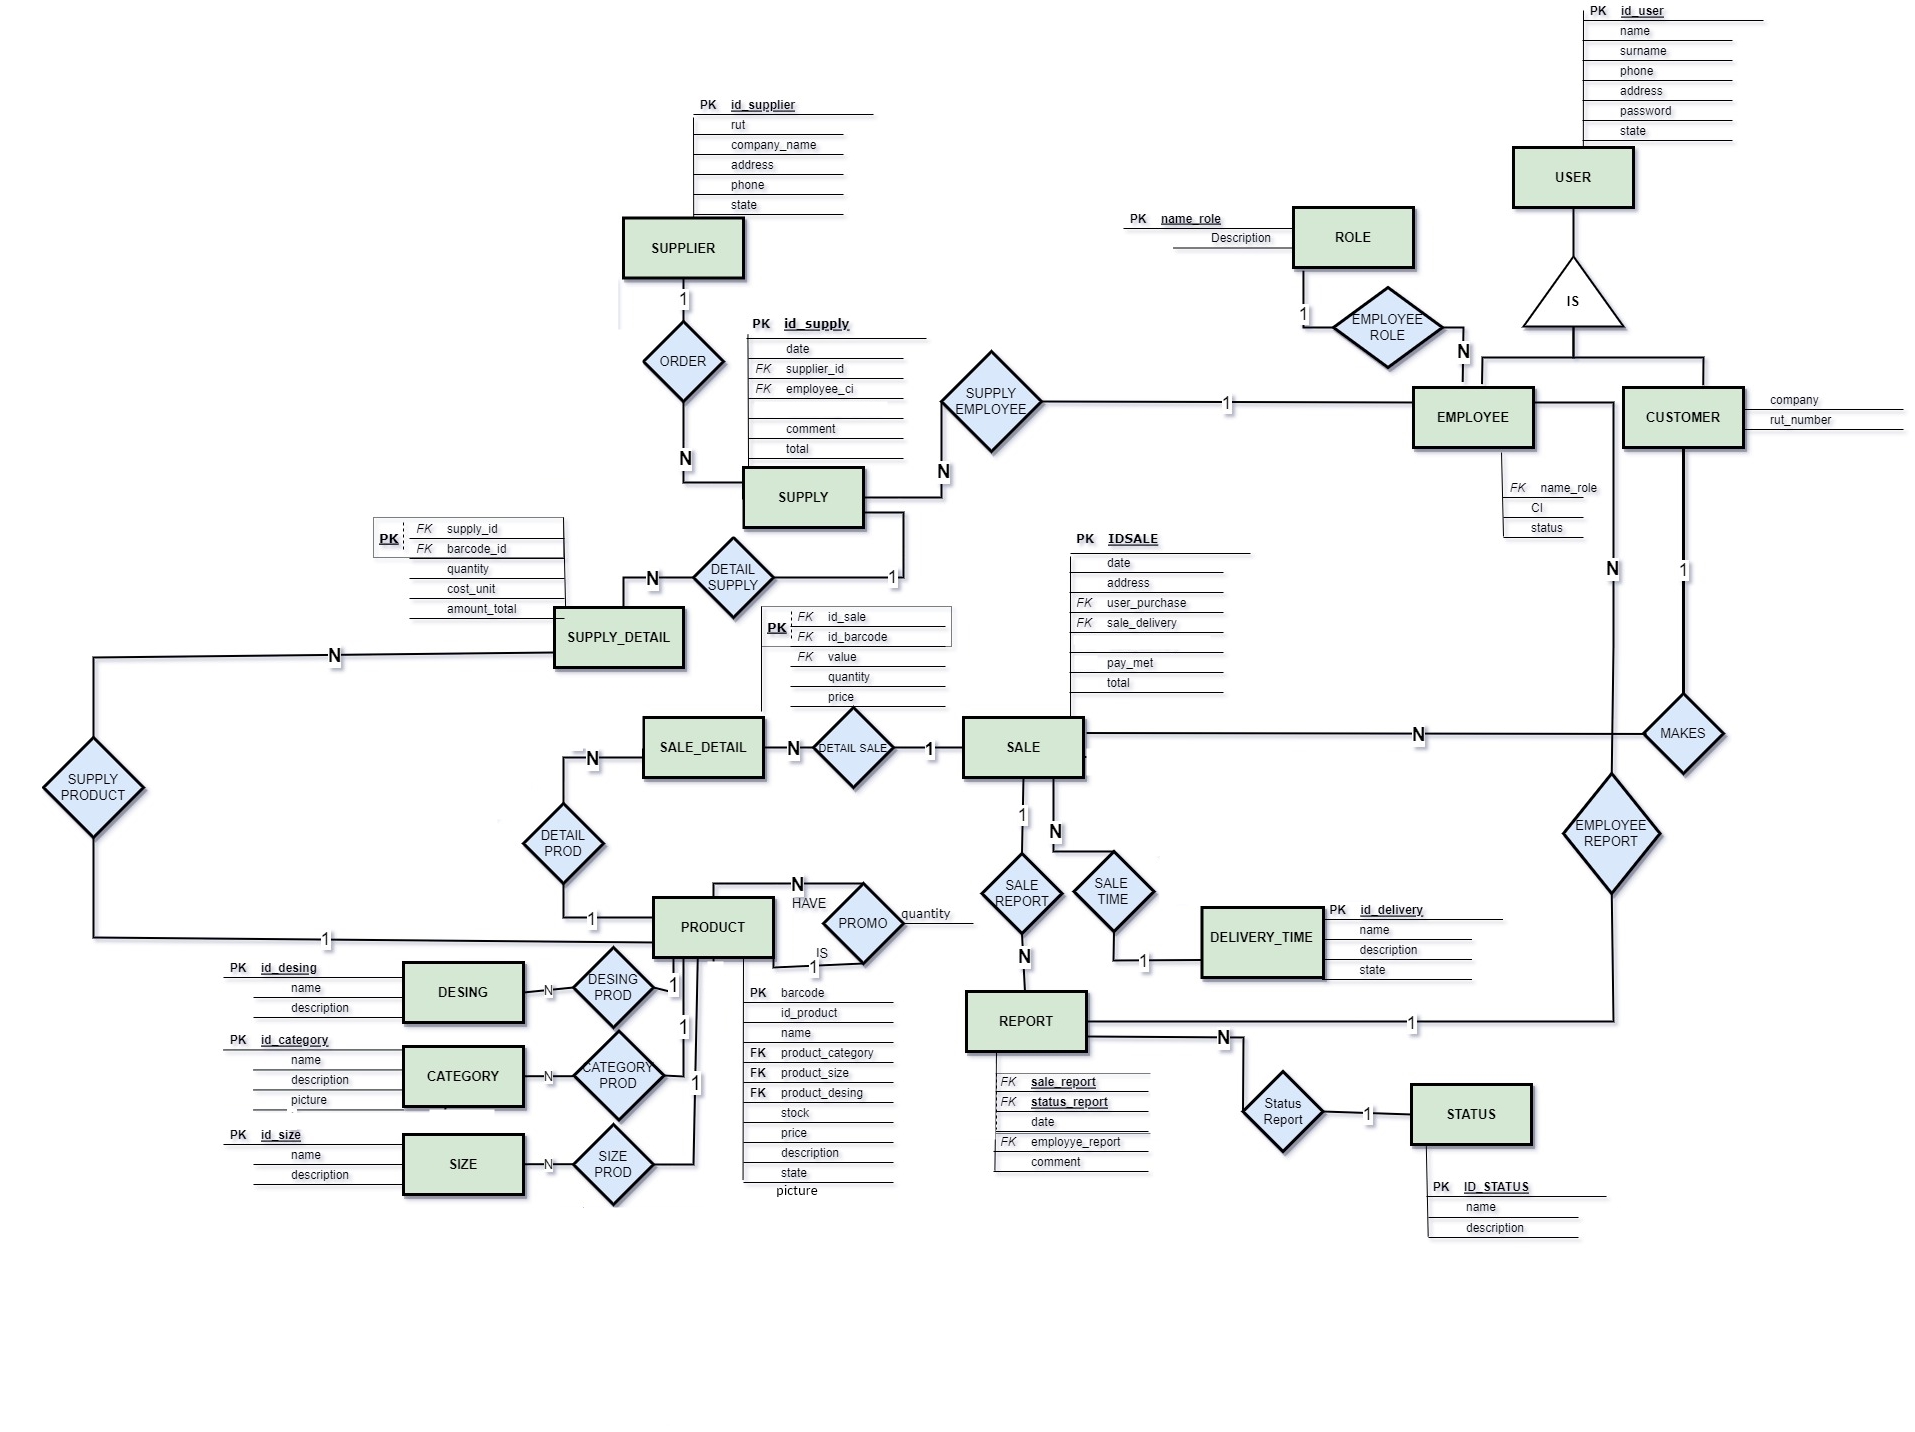 PK id_user
name
surname
phone
address
password
state
USER
IS
PK id_supplier
rut
company_name
address
phone
state
SUPPLIER
1
ORDER
N
PK name_role
Description
ROLE
1
EMPLOYEE
ROLE
N
PK id_supply
date
FK supplier_id
FK employee_ci
comment
total
SUPPLY
SUPPLY
EMPLOYEE
N
1
EMPLOYEE
CUSTOMER
company
rut_number
FK name_role
CI
status
N
1
PK
FK supply_id
FK barcode_id
quantity
cost_unit
amount_total
SUPPLY_DETAIL
N
DETAIL
SUPPLY
1
N
SUPPLY
PRODUCT
1
PK
FK id_sale
FK id_barcode
FK value
quantity
price
SALE_DETAIL
N
DETAIL SALE
1
SALE
PK IDSALE
date
address
FK user_purchase
FK sale_delivery
pay_met
total
N
MAKES
N
DETAIL
PROD
1
1
SALE
REPORT
N
N
SALE
TIME
1
EMPLOYEE
REPORT
PRODUCT
N
HAVE
PROMO
quantity
IS
1
DELIVERY_TIME
PK id_delivery
name
description
state
PK id_desing
name
description
DESING
N
DESING
PROD
1
PK id_category
name
description
picture
CATEGORY
N
CATEGORY
PROD
1
PK id_size
name
description
SIZE
N
SIZE
PROD
1
PK barcode
id_product
name
FK product_category
FK product_size
FK product_desing
stock
price
description
state
picture
REPORT
1
N
FK sale_report
FK status_report
date
FK employye_report
comment
Status
Report
1
STATUS
PK ID_STATUS
name
description